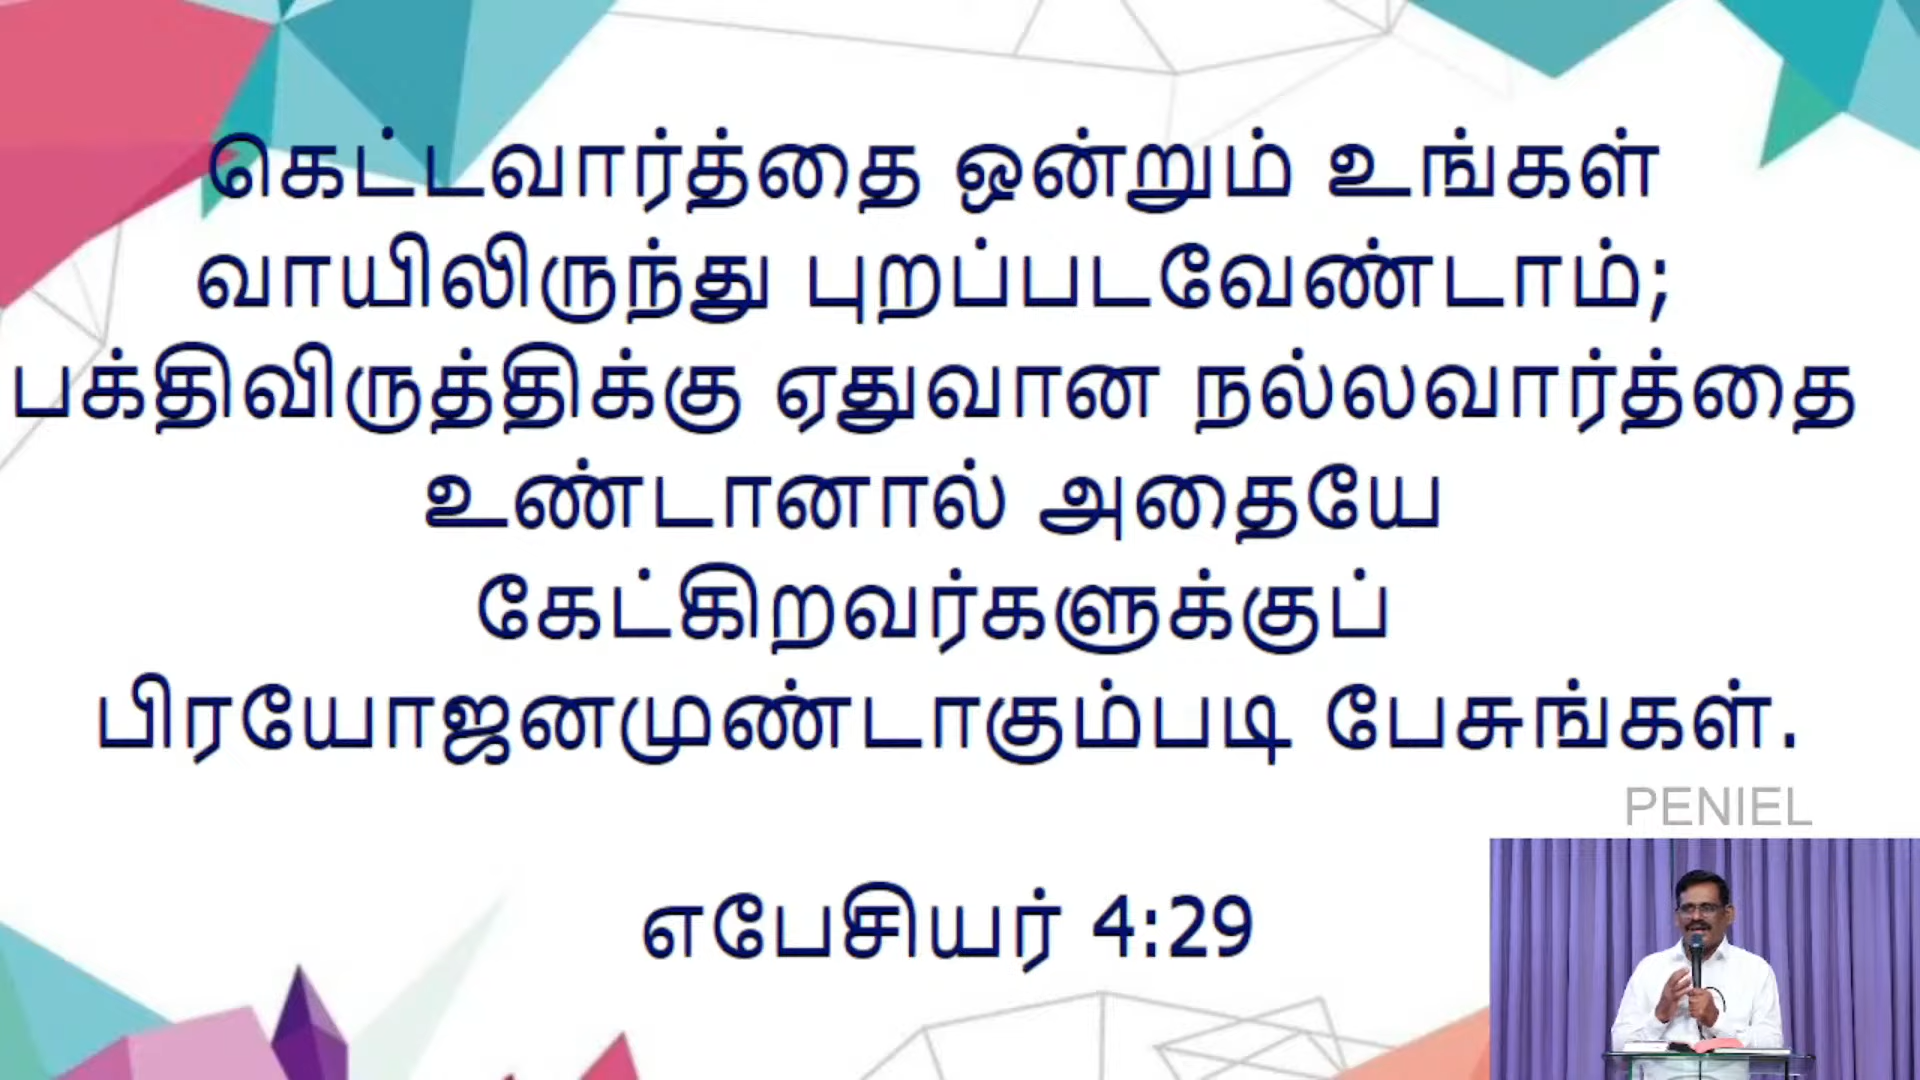 கெட்டவார்த்தை ஒன்றும் உங்கள்
வாயிலிருந்து புறப்படவேண்டாம்;
பக்திவிருத்திக்கு ஏதுவான நல்லவார்த்தை
உண்டானால் அதையே
கேட்கிறவர்களுக்குப்
பிரயோஜனமுண்டாகும்படி பேசுங்கள்.
PENIEL
எபேசியர் 4:29